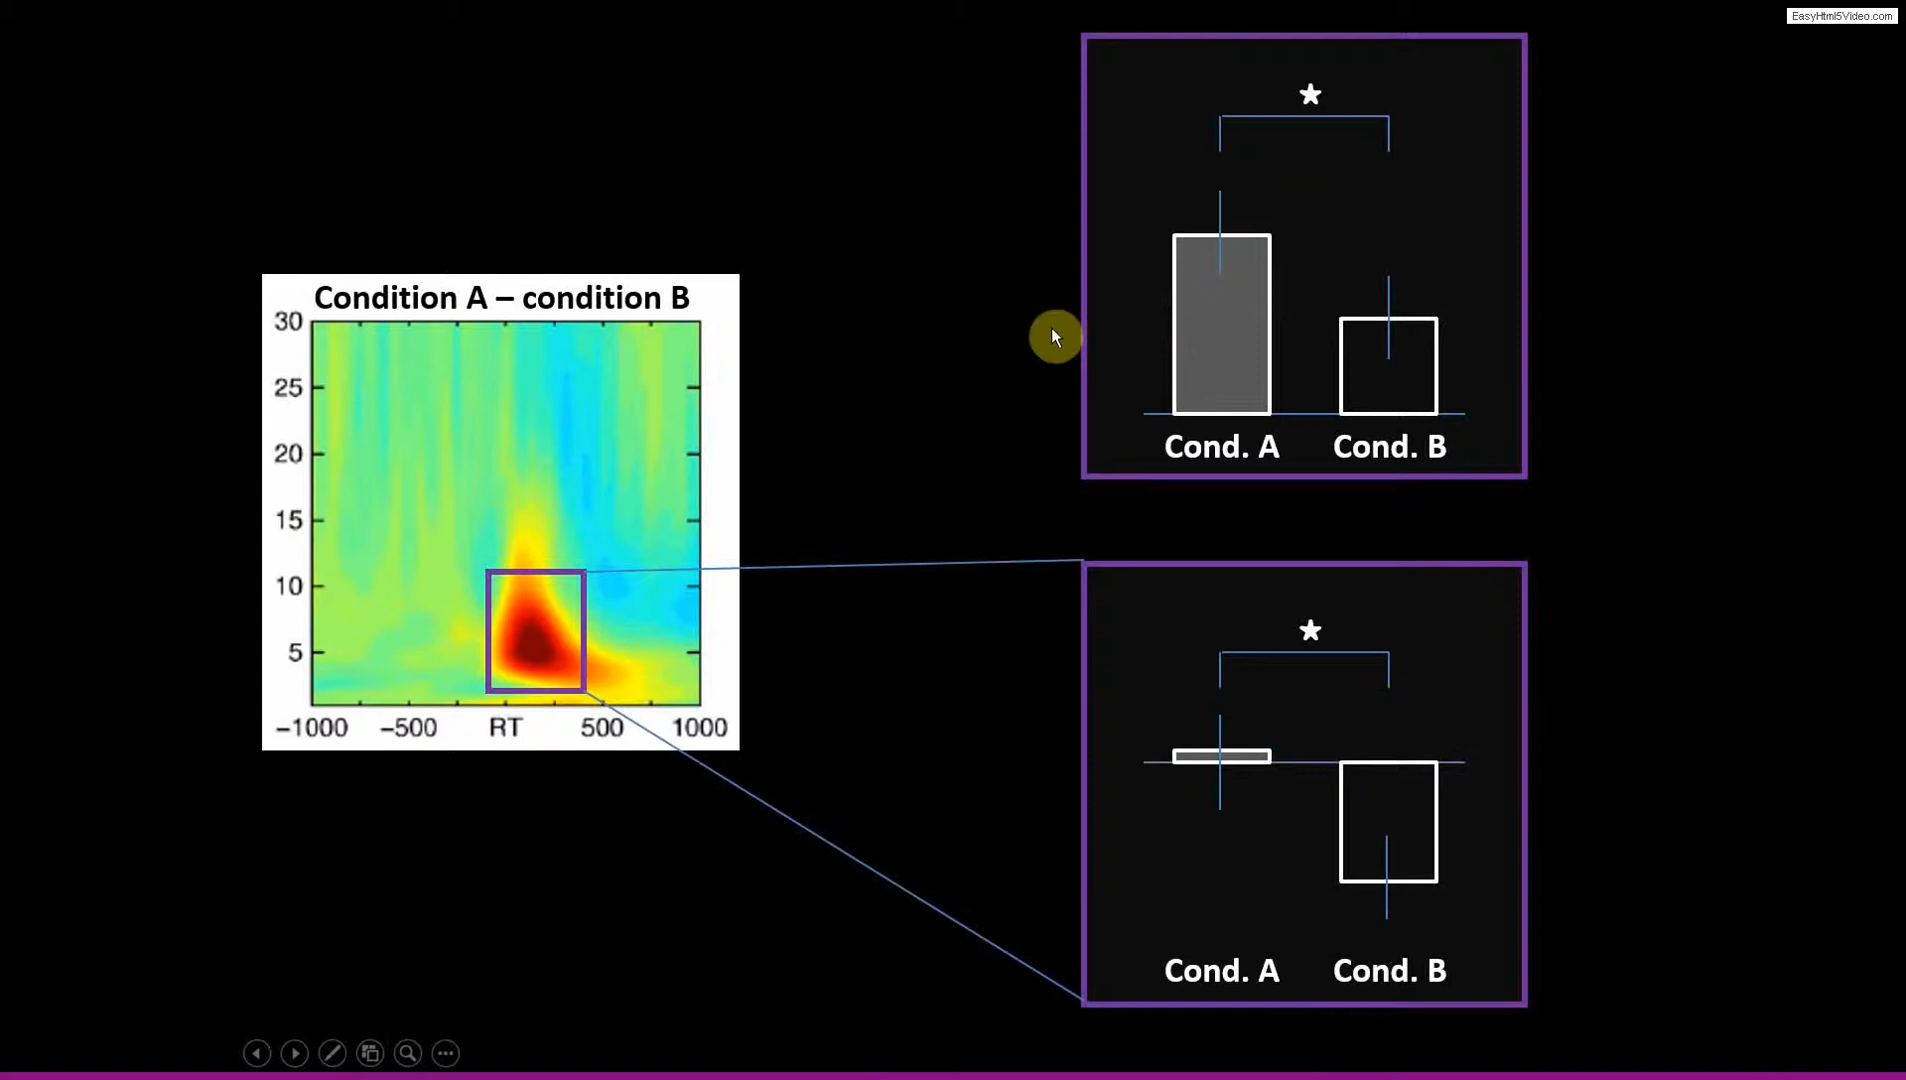 EasyHtml5Video.com
Condition A – condition B
30
25
20
15
10
5
−1000 −500 RT 500 1000
Cond. A Cond. B
Cond. A Cond. B